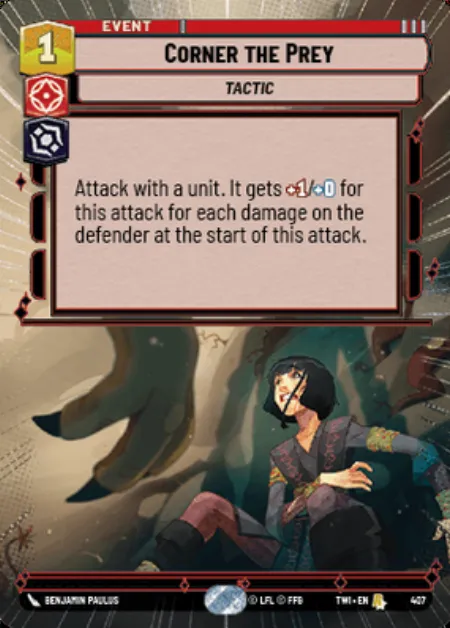 EVENT
1
CORNER THE PREY
TACTIC
Attack with a unit. It gets +1/+0 for
this attack for each damage on the
defender at the start of this attack.
BENJAMIN PAULUS
© LFL © FFG
TWI • EN
407